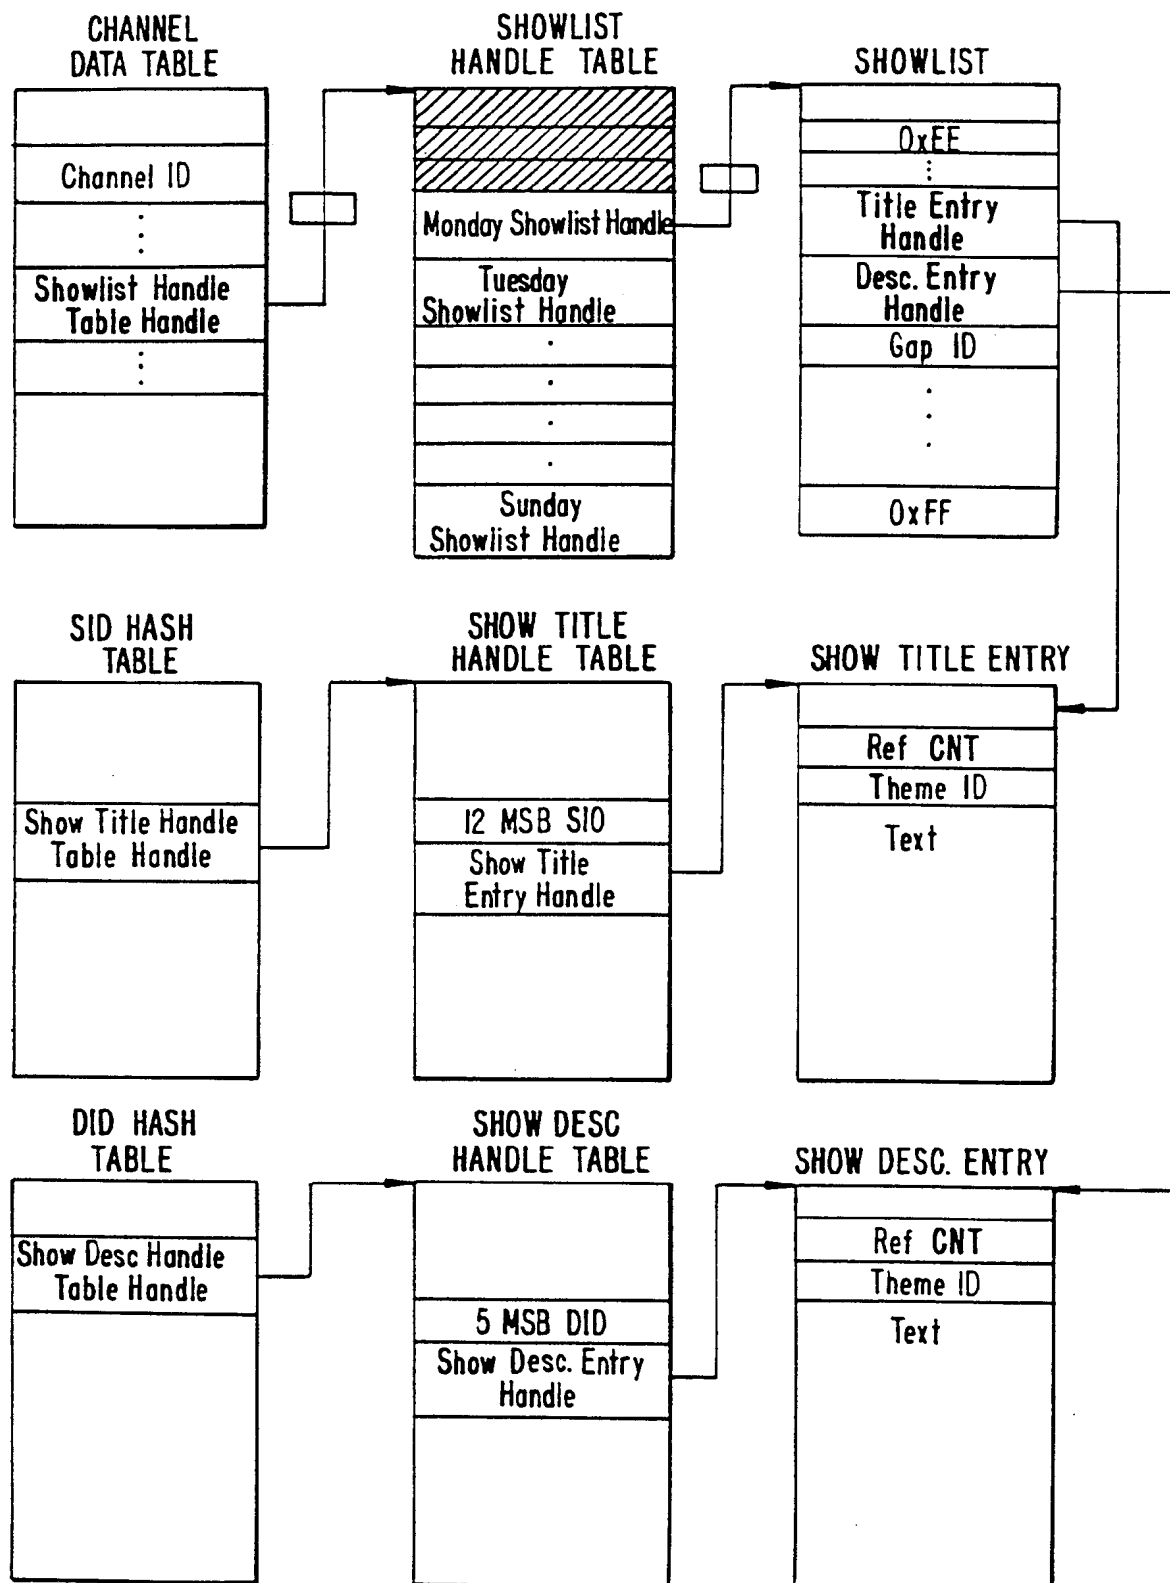 CHANNEL
DATA TABLE
Channel ID
Showlist Handle
Table Handle
SHOWLIST
HANDLE TABLE
Monday Showlist Handle
Tuesday
Showlist Handle
Sunday
Showlist Handle
SHOWLIST
0xEE
Title Entry
Handle
Desc. Entry
Handle
Gap ID
0xFF
SID HASH
TABLE
Show Title Handle
Table Handle
SHOW TITLE
HANDLE TABLE
12 MSB SIO
Show Title
Entry Handle
SHOW TITLE ENTRY
Ref CNT
Theme ID
Text
DID HASH
TABLE
Show Desc Handle
Table Handle
SHOW DESC
HANDLE TABLE
5 MSB DID
Show Desc. Entry
Handle
SHOW DESC. ENTRY
Ref CNT
Theme ID
Text